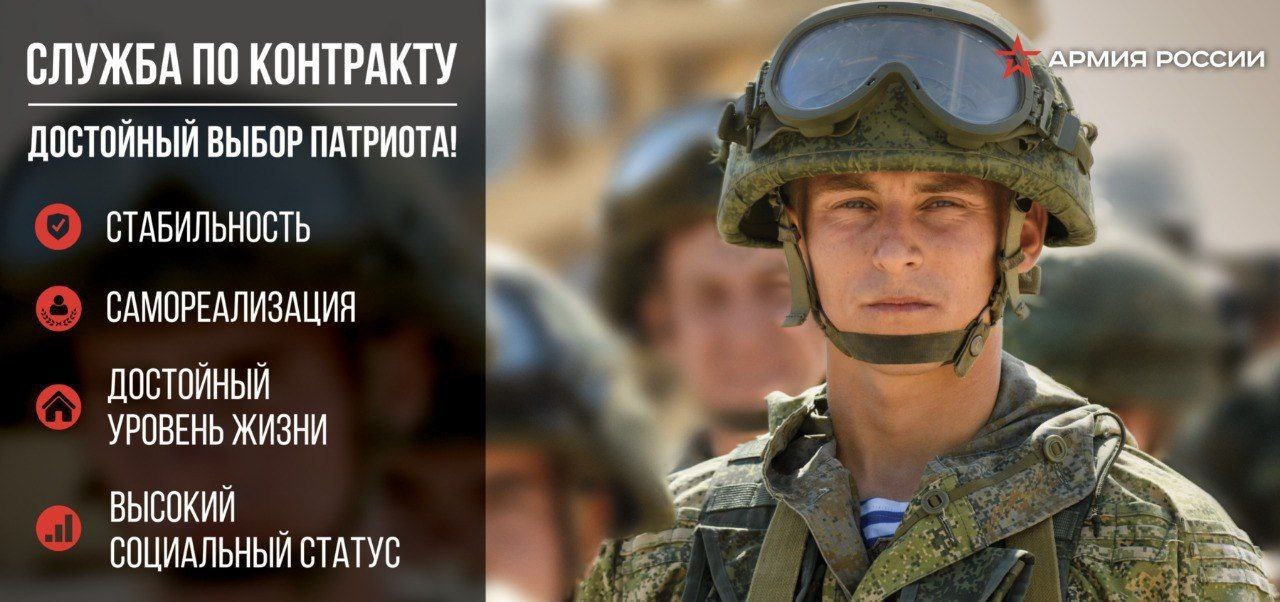 СЛУЖБА ПО КОНТРАКТУ
ДОСТОЙНЫЙ ВЫБОР ПАТРИОТА!
СТАБИЛЬНОСТЬ
САМОРЕАЛИЗАЦИЯ
ДОСТОЙНЫЙ
УРОВЕНЬ ЖИЗНИ
ВЫСОКИЙ
СОЦИАЛЬНЫЙ СТАТУС
АРМИЯ РОССИИ